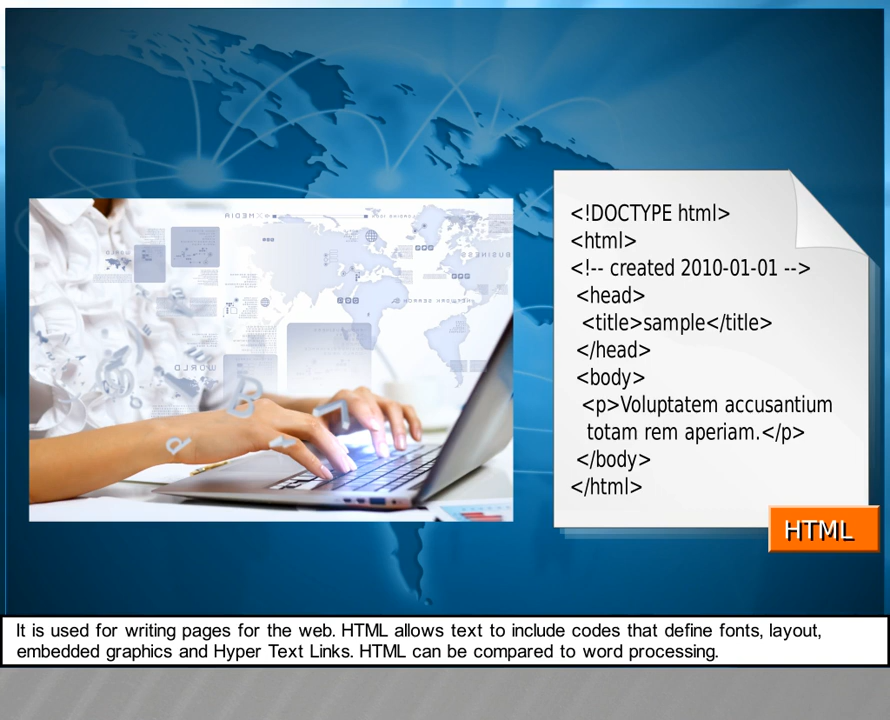 <!DOCTYPE html>
<html>
<!-- created 2010-01-01 -->
<head>
<title>sample</title>
</head>
<body>
<p>Voluptatem accusantium
totam rem aperiam.</p>
</body>
</html>
HTML
It is used for writing pages for the web. HTML allows text to include codes that define fonts, layout,
embedded graphics and Hyper Text Links. HTML can be compared to word processing.